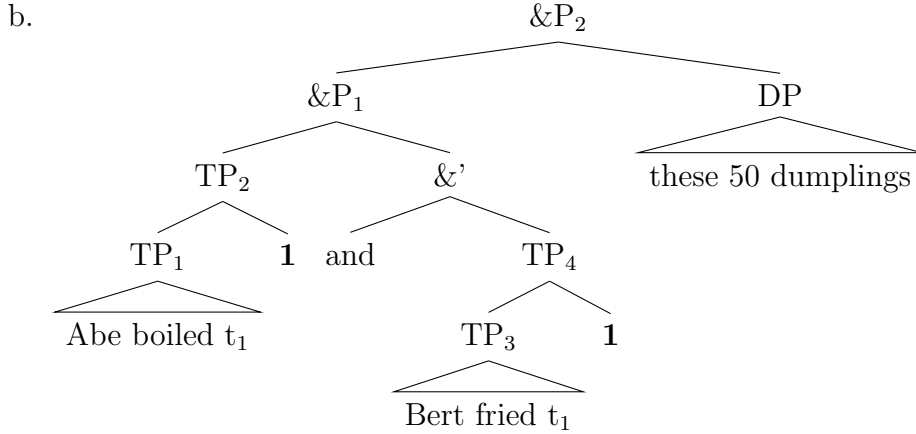 b. &P₂
&P₁ DP
TP₂ &’ these 50 dumplings
TP₁ 1 and TP₄
Abe boiled t₁ TP₃ 1
Bert fried t₁